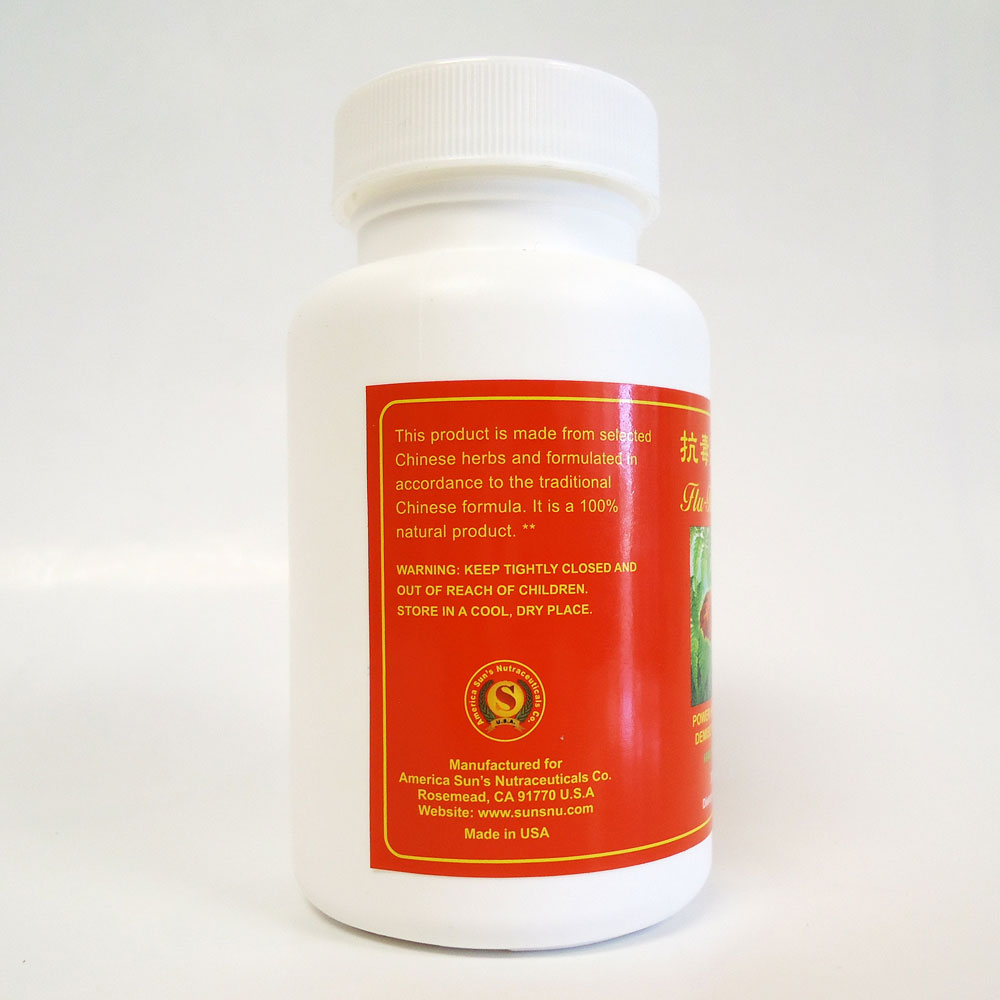 This product is made from selected
Chinese herbs and formulated in
accordance to the traditional
Chinese formula. It is a 100%
natural product. **
WARNING: KEEP TIGHTLY CLOSED AND
OUT OF REACH OF CHILDREN.
STORE IN A COOL, DRY PLACE.
America Sun's Nutraceuticals Co.
S
U.S.A.
Manufactured for
America Sun's Nutraceuticals Co.
Rosemead, CA 91770 U.S.A
Website: www.sunsnu.com
Made in USA
抗毒
Flu-
POWER